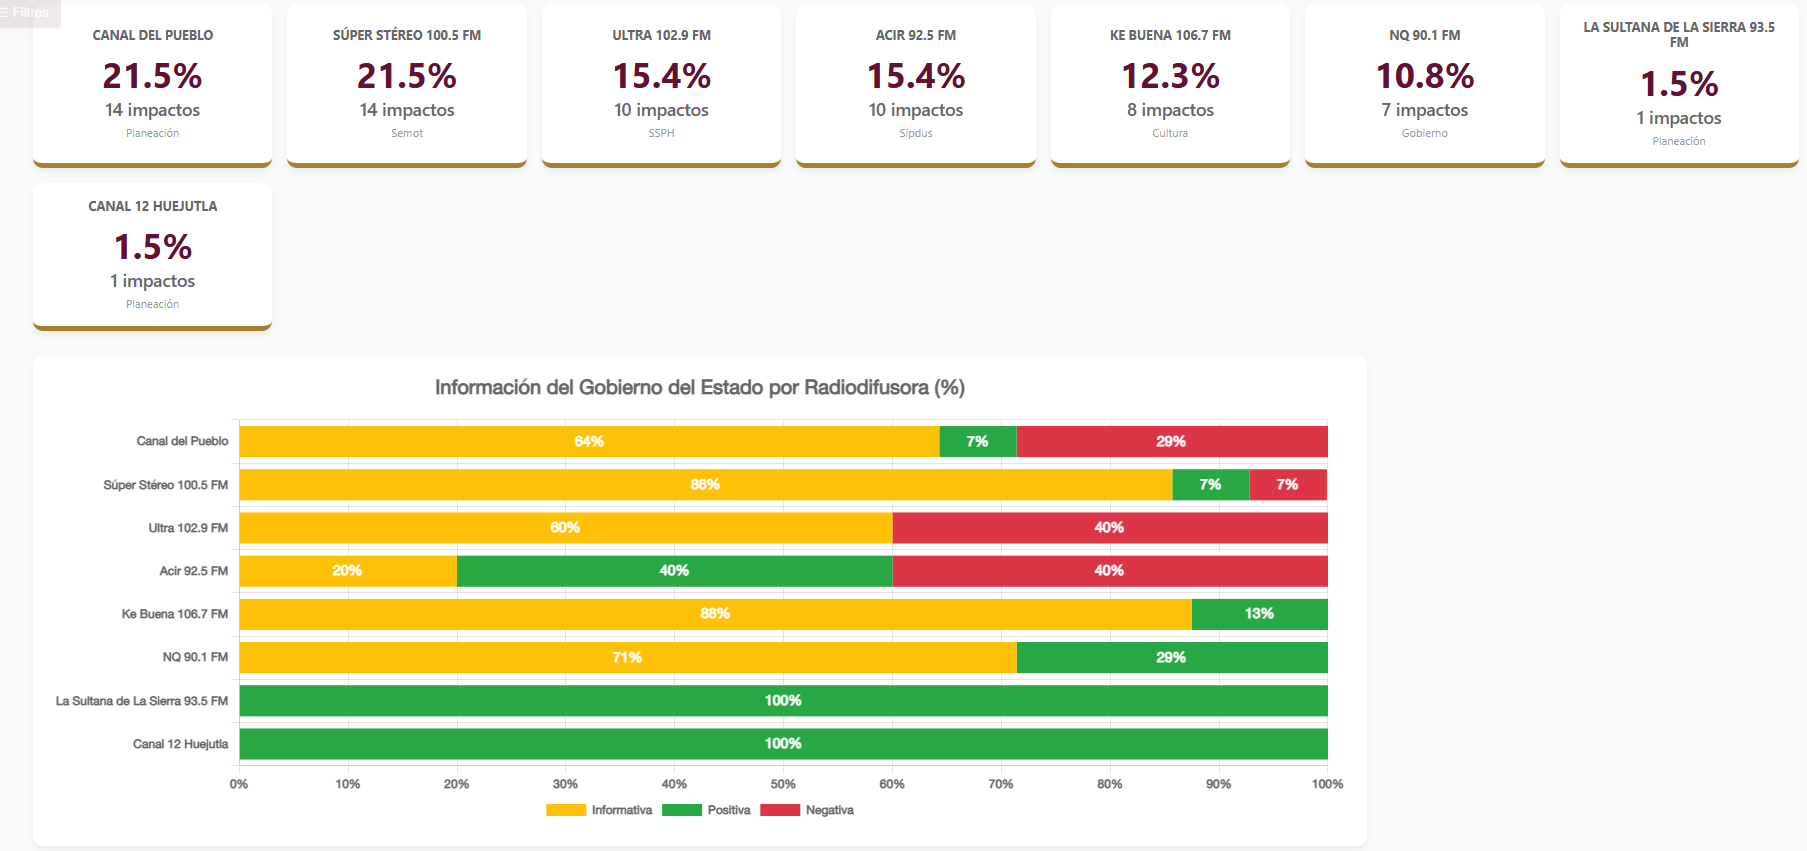 ☰ Filtros
CANAL DEL PUEBLO
21.5%
14 impactos
Planeación
SÚPER STÉREO 100.5 FM
21.5%
14 impactos
Semot
ULTRA 102.9 FM
15.4%
10 impactos
SSPH
ACIR 92.5 FM
15.4%
10 impactos
Sipdus
KE BUENA 106.7 FM
12.3%
8 impactos
Cultura
NQ 90.1 FM
10.8%
7 impactos
Gobierno
LA SULTANA DE LA SIERRA 93.5
FM
1.5%
1 impactos
Planeación
CANAL 12 HUEJUTLA
1.5%
1 impactos
Planeación
Información del Gobierno del Estado por Radiodifusora (%)
Canal del Pueblo 64% 7% 29%
Súper Stéreo 100.5 FM 86% 7% 7%
Ultra 102.9 FM 60% 40%
Acir 92.5 FM 20% 40% 40%
Ke Buena 106.7 FM 88% 13%
NQ 90.1 FM 71% 29%
La Sultana de La Sierra 93.5 FM 100%
Canal 12 Huejutla 100%
0% 10% 20% 30% 40% 50% 60% 70% 80% 90% 100%
Informativa Positiva Negativa